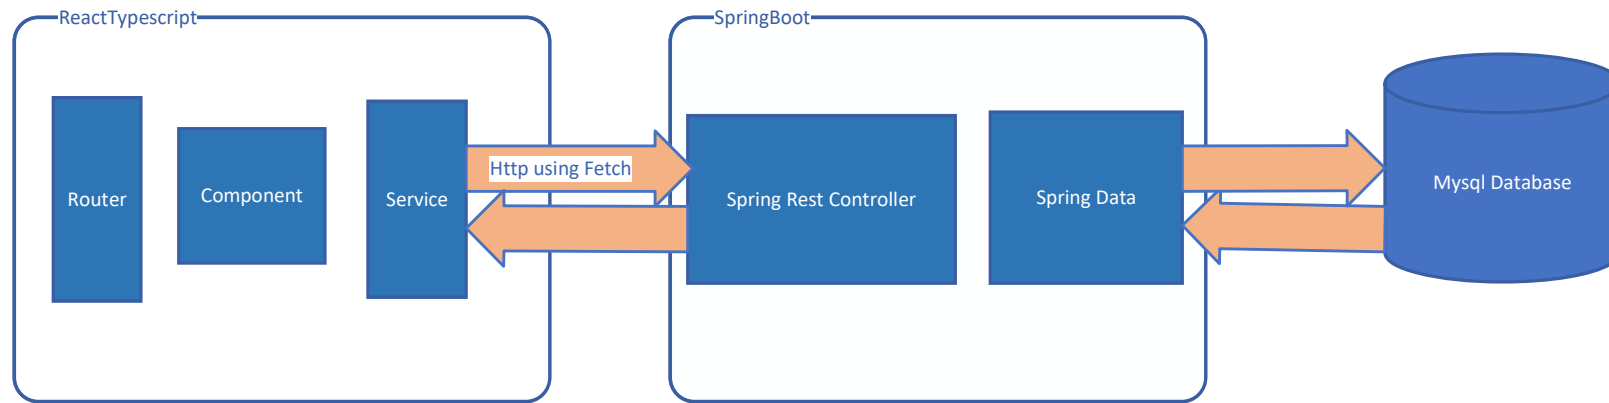 ReactTypescript
SpringBoot
Router
Component
Service
Http using Fetch
Spring Rest Controller
Spring Data
Mysql Database